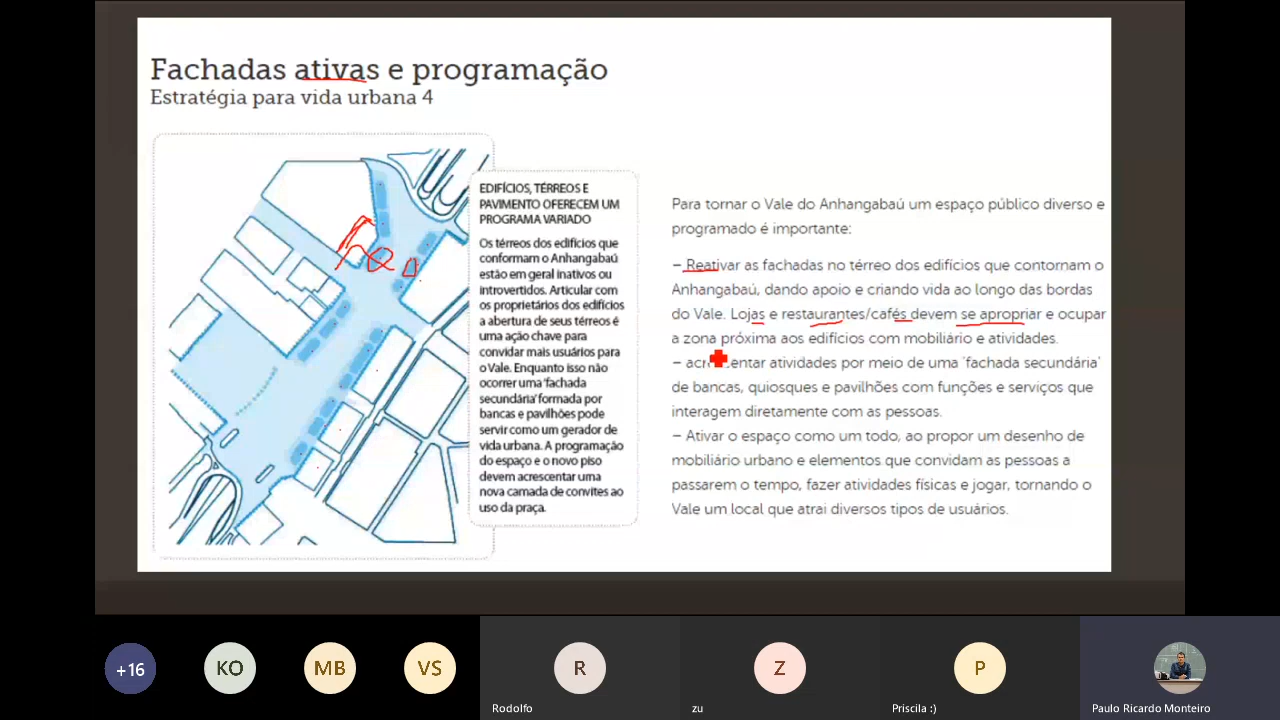 Fachadas ativas e programação
Estratégia para vida urbana 4
EDIFÍCIOS, TÉRREOS E
PAVIMENTO OFERECEM UM
PROGRAMA VARIADO
Os térreos dos edifícios que
conformam o Anhangabaú
estão em geral inativos ou
introvertidos. Articular com
os proprietários dos edifícios
a abertura de seus térreos é
uma ação chave para
convidar mais usuários para
o Vale. Enquanto isso não
ocorrer uma 'fachada
secundária' formada por
bancas e pavilhões pode
servir como um gerador de
vida urbana. A programação
do espaço e o novo piso
devem acrescentar uma
nova camada de convites ao
uso da praça.
Para tornar o Vale do Anhangabaú um espaço público diverso e
programado é importante:
– Reativar as fachadas no térreo dos edifícios que contornam o
Anhangabaú, dando apoio e criando vida ao longo das bordas
do Vale. Lojas e restaurantes/cafés devem se apropriar e ocupar
a zona próxima aos edifícios com mobiliário e atividades.
– acrescentar atividades por meio de uma 'fachada secundária'
de bancas, quiosques e pavilhões com funções e serviços que
interagem diretamente com as pessoas.
– Ativar o espaço como um todo, ao propor um desenho de
mobiliário urbano e elementos que convidam as pessoas a
passarem o tempo, fazer atividades físicas e jogar, tornando o
Vale um local que atrai diversos tipos de usuários.
+16
KO
MB
VS
R
Z
P
Rodolfo
zu
Priscila :)
Paulo Ricardo Monteiro